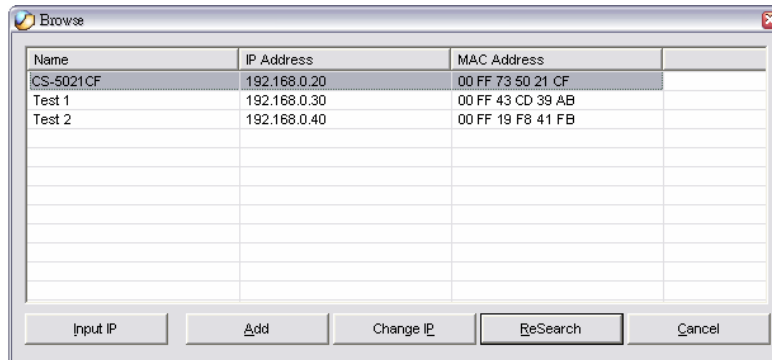 Browse
Name IP Address MAC Address
CS-5021CF 192.168.0.20 00 FF 73 50 21 CF
Test 1 192.168.0.30 00 FF 43 CD 39 AB
Test 2 192.168.0.40 00 FF 19 F8 41 FB
Input IP Add Change IP ReSearch Cancel